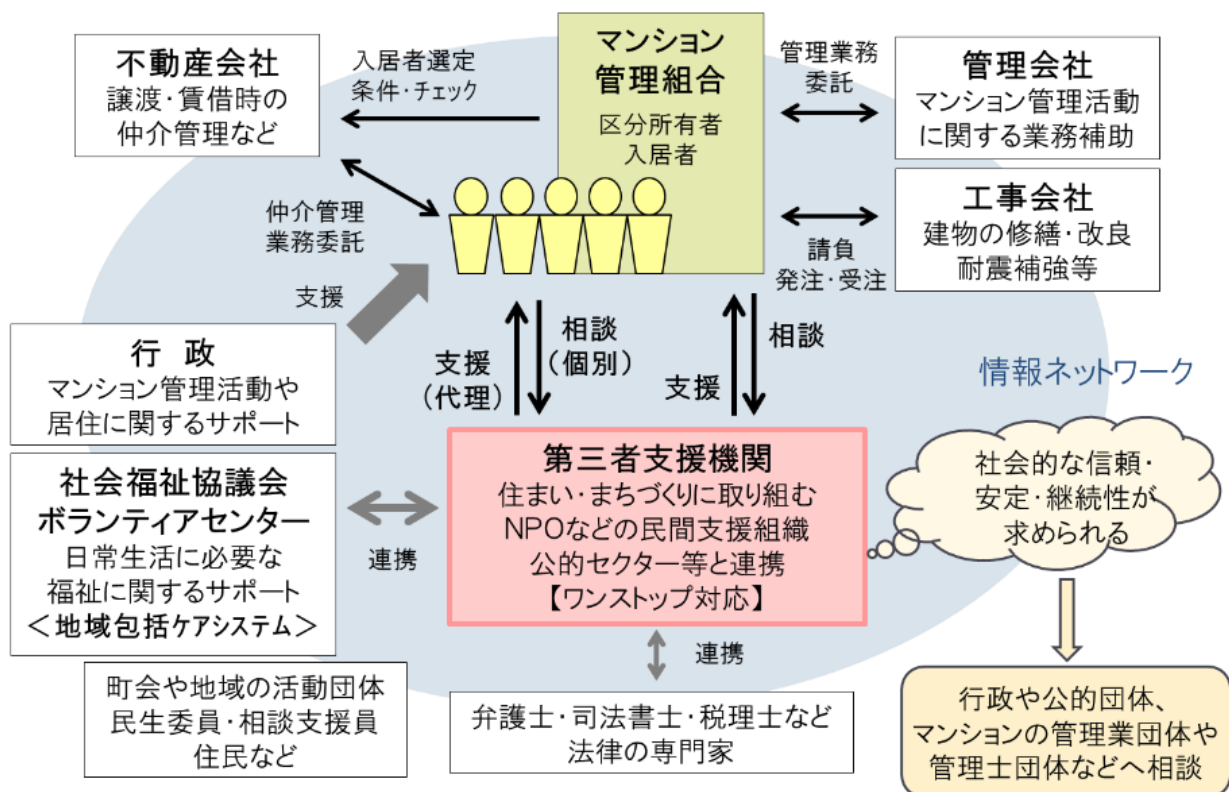 不動産会社
譲渡・賃借時の
仲介管理など
入居者選定
条件・チェック
マンション
管理組合
区分所有者
入居者
管理業務
委託
管理会社
マンション管理活動
に関する業務補助
工事会社
建物の修繕・改良
耐震補強等
請負
発注・受注
仲介管理
業務委託
支援
行 政
マンション管理活動や
居住に関するサポート
支援
(代理)
相談
(個別)
支援
相談
情報ネットワーク
社会福祉協議会
ボランティアセンター
日常生活に必要な
福祉に関するサポート
＜地域包括ケアシステム＞
連携
第三者支援機関
住まい・まちづくりに取り組む
NPOなどの民間支援組織
公的セクター等と連携
【ワンストップ対応】
社会的な信頼・
安定・継続性が
求められる
連携
町会や地域の活動団体
民生委員・相談支援員
住民など
弁護士・司法書士・税理士など
法律の専門家
行政や公的団体、
マンションの管理業団体や
管理士団体などへ相談